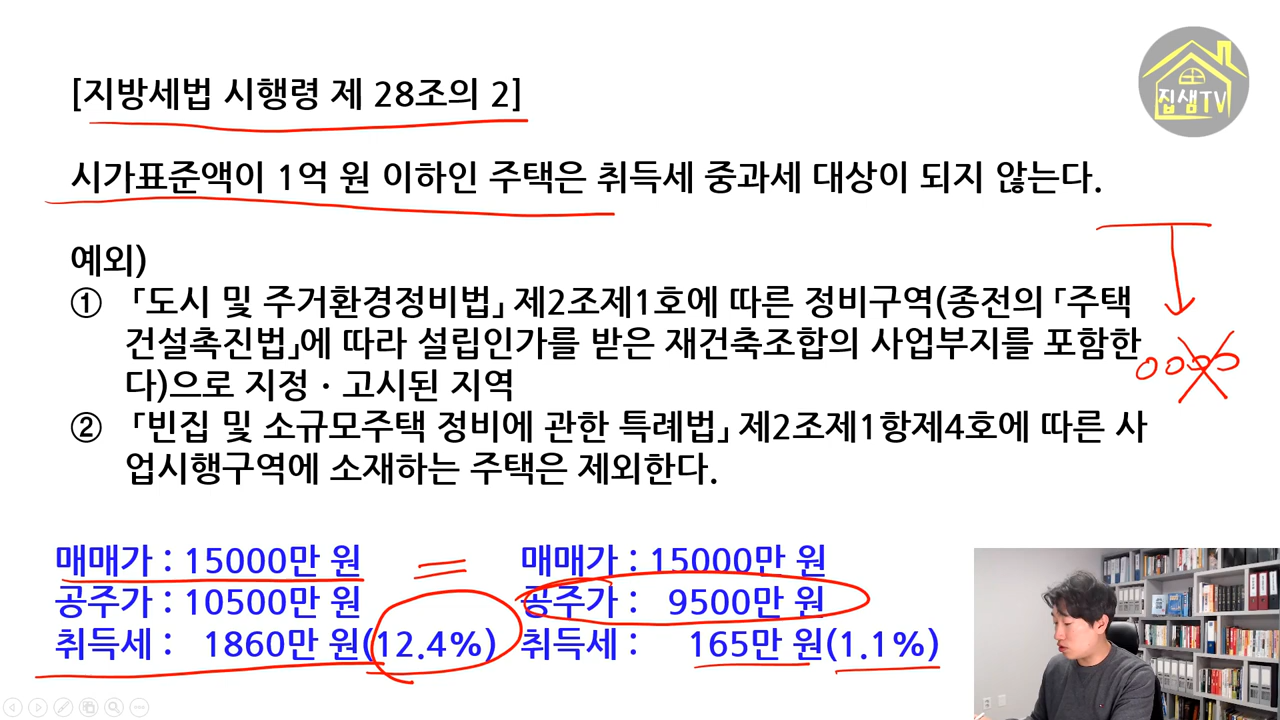 집샘TV
[지방세법 시행령 제 28조의 2]
시가표준액이 1억 원 이하인 주택은 취득세 중과세 대상이 되지 않는다.
예외)
① 「도시 및 주거환경정비법」 제2조제1호에 따른 정비구역(종전의 「주택
건설촉진법」에 따라 설립인가를 받은 재건축조합의 사업부지를 포함한
다)으로 지정·고시된 지역
② 「빈집 및 소규모주택 정비에 관한 특례법」 제2조제1항제4호에 따른 사
업시행구역에 소재하는 주택은 제외한다.
매매가 : 15000만 원 = 매매가 : 15000만 원
공주가 : 10500만 원 공주가 : 9500만 원
취득세 : 1860만 원(12.4%) 취득세 : 165만 원(1.1%)